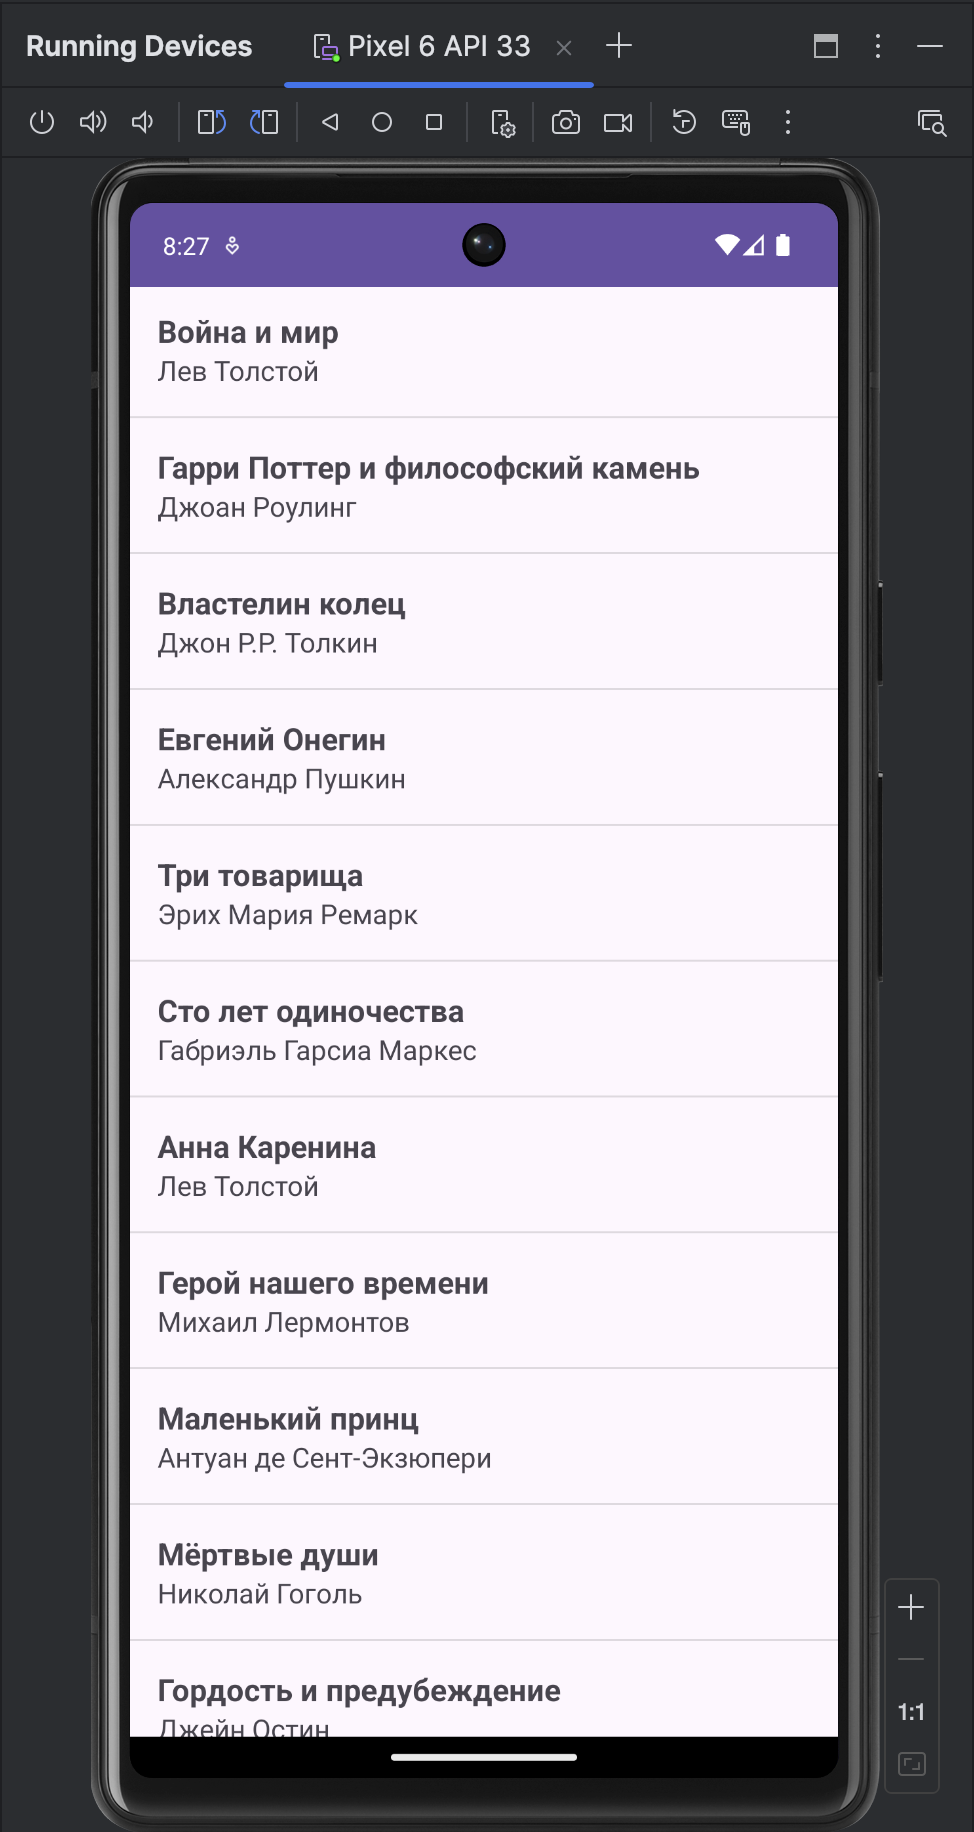 Running Devices
Pixel 6 API 33
8:27
Война и мир
Лев Толстой
Гарри Поттер и философский камень
Джоан Роулинг
Властелин колец
Джон Р.Р. Толкин
Евгений Онегин
Александр Пушкин
Три товарища
Эрих Мария Ремарк
Сто лет одиночества
Габриэль Гарсиа Маркес
Анна Каренина
Лев Толстой
Герой нашего времени
Михаил Лермонтов
Маленький принц
Антуан де Сент-Экзюпери
Мёртвые души
Николай Гоголь
Гордость и предубеждение
Джейн Остин
1:1